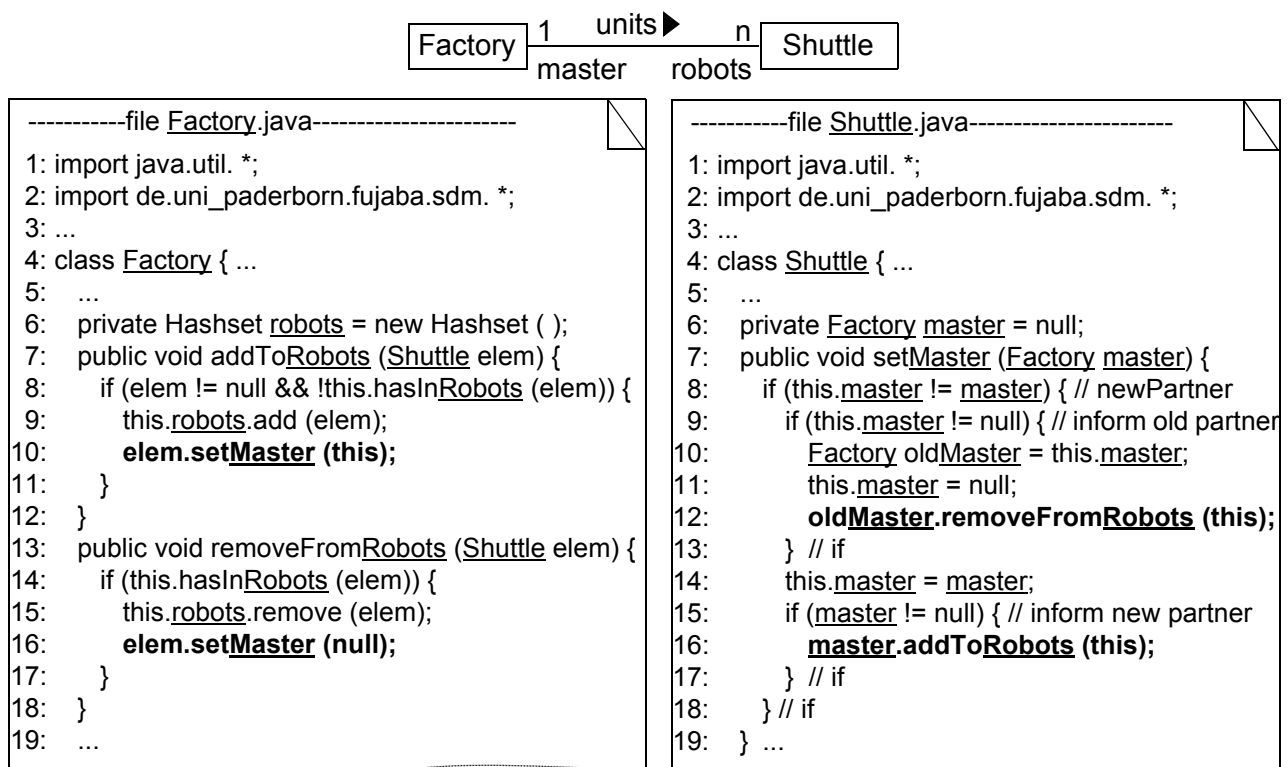 Factory 1 units n Shuttle
master robots
-----------file Factory.java-----------------------
1: import java.util. *;
2: import de.uni_paderborn.fujaba.sdm. *;
3: ...
4: class Factory { ...
5: ...
6: private Hashset robots = new Hashset ( );
7: public void addToRobots (Shuttle elem) {
8: if (elem != null && !this.hasInRobots (elem)) {
9: this.robots.add (elem);
10: elem.setMaster (this);
11: }
12: }
13: public void removeFromRobots (Shuttle elem) {
14: if (this.hasInRobots (elem)) {
15: this.robots.remove (elem);
16: elem.setMaster (null);
17: }
18: }
19: ...
-----------file Shuttle.java-----------------------
1: import java.util. *;
2: import de.uni_paderborn.fujaba.sdm. *;
3: ...
4: class Shuttle { ...
5: ...
6: private Factory master = null;
7: public void setMaster (Factory master) {
8: if (this.master != master) { // newPartner
9: if (this.master != null) { // inform old partner
10: Factory oldMaster = this.master;
11: this.master = null;
12: oldMaster.removeFromRobots (this);
13: } // if
14: this.master = master;
15: if (master != null) { // inform new partner
16: master.addToRobots (this);
17: } // if
18: } // if
19: } ...